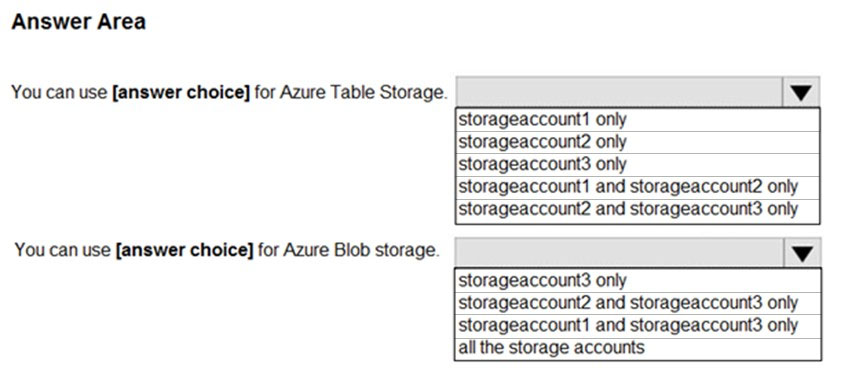 Answer Area
You can use [answer choice] for Azure Table Storage.
storageaccount1 only
storageaccount2 only
storageaccount3 only
storageaccount1 and storageaccount2 only
storageaccount2 and storageaccount3 only
You can use [answer choice] for Azure Blob storage.
storageaccount3 only
storageaccount2 and storageaccount3 only
storageaccount1 and storageaccount3 only
all the storage accounts